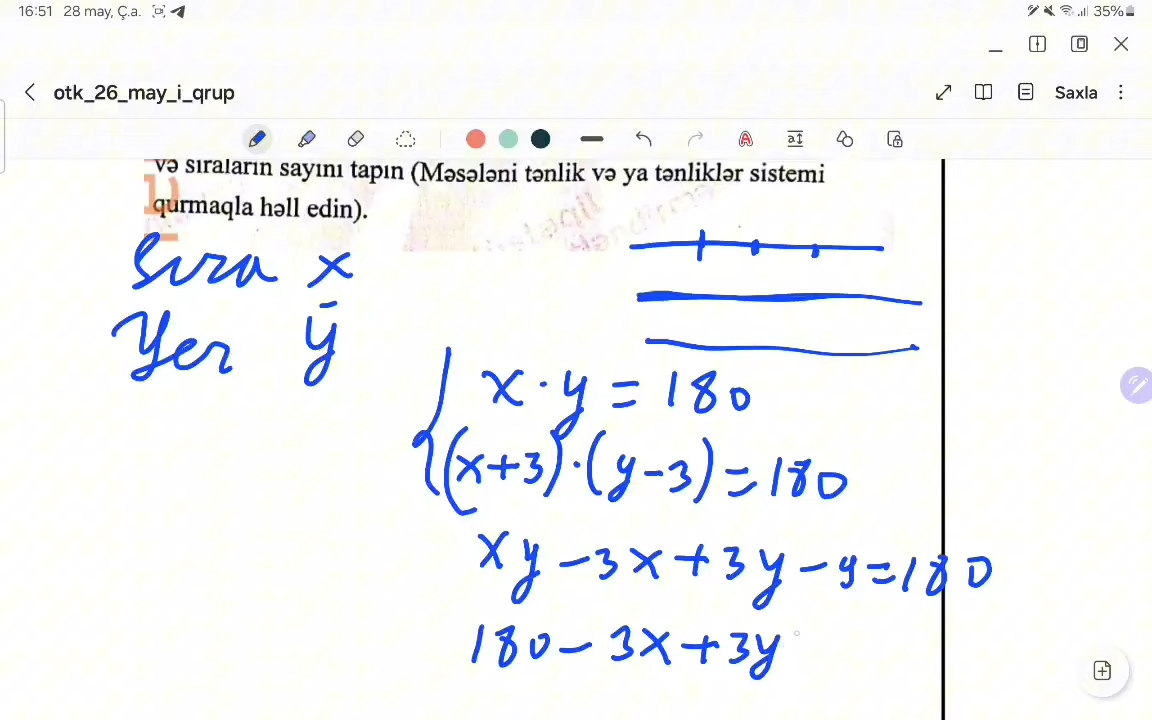 16:51 28 may, Ç.a. 35%
otk_26_may_i_qrup
Saxla
və sıraların sayını tapın (Məsələni tənlik və ya tənliklər sistemi
qurmaqla həll edin).
Sıra x
Yer y
x · y = 180
(x+3) · (y-3) = 180
xy - 3x + 3y - 9 = 180
180 - 3x + 3y